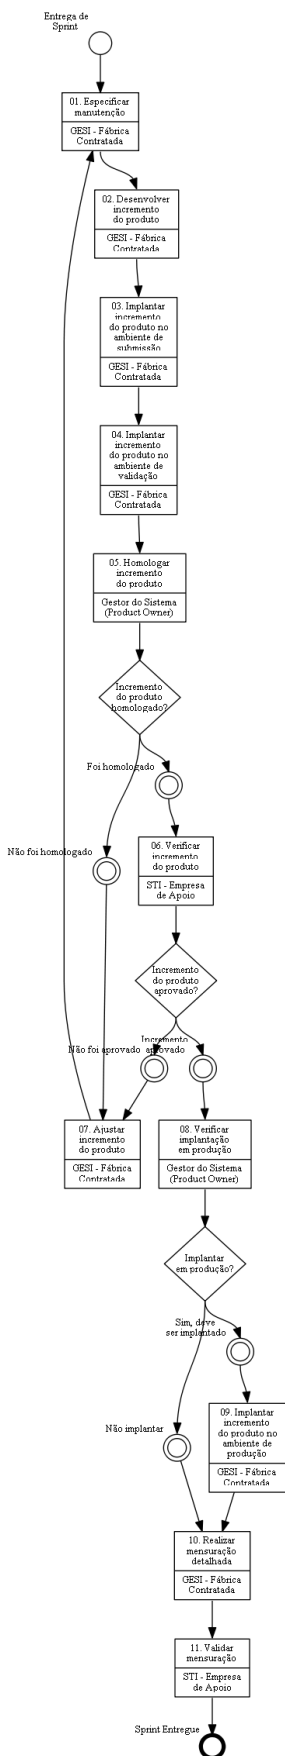 Entrega de
Sprint
01. Especificar
manutenção
GESI - Fábrica
Contratada
02. Desenvolver
incremento
do produto
GESI - Fábrica
Contratada
03. Implantar
incremento
do produto no
ambiente de
submissão
GESI - Fábrica
Contratada
04. Implantar
incremento
do produto no
ambiente de
validação
GESI - Fábrica
Contratada
05. Homologar
incremento
do produto
Gestor do Sistema
(Product Owner)
Incremento
do produto
homologado?
Foi homologado
Não foi homologado
06. Verificar
incremento
do produto
STI - Empresa
de Apoio
Incremento
do produto
aprovado?
Não foi aprovado
Incremento
aprovado
07. Ajustar
incremento
do produto
GESI - Fábrica
Contratada
08. Verificar
implantação
em produção
Gestor do Sistema
(Product Owner)
Implantar
em produção?
Sim, deve
ser implantado
Não implantar
09. Implantar
incremento
do produto no
ambiente de
produção
GESI - Fábrica
Contratada
10. Realizar
mensuração
detalhada
GESI - Fábrica
Contratada
11. Validar
mensuração
STI - Empresa
de Apoio
Sprint Entregue